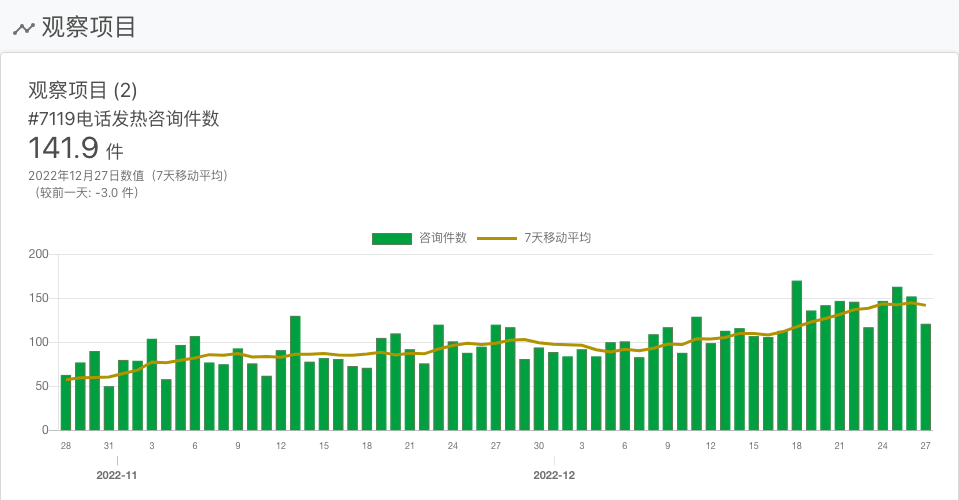 观察项目
观察项目 (2)
#7119电话发热咨询件数
141.9 件
2022年12月27日数值（7天移动平均）
（较前一天: -3.0 件）
咨询件数 7天移动平均
200
150
100
50
0
28 31 3 6 9 12 15 18 21 24 27 30 3 6 9 12 15 18 21 24 27
2022-11 2022-12